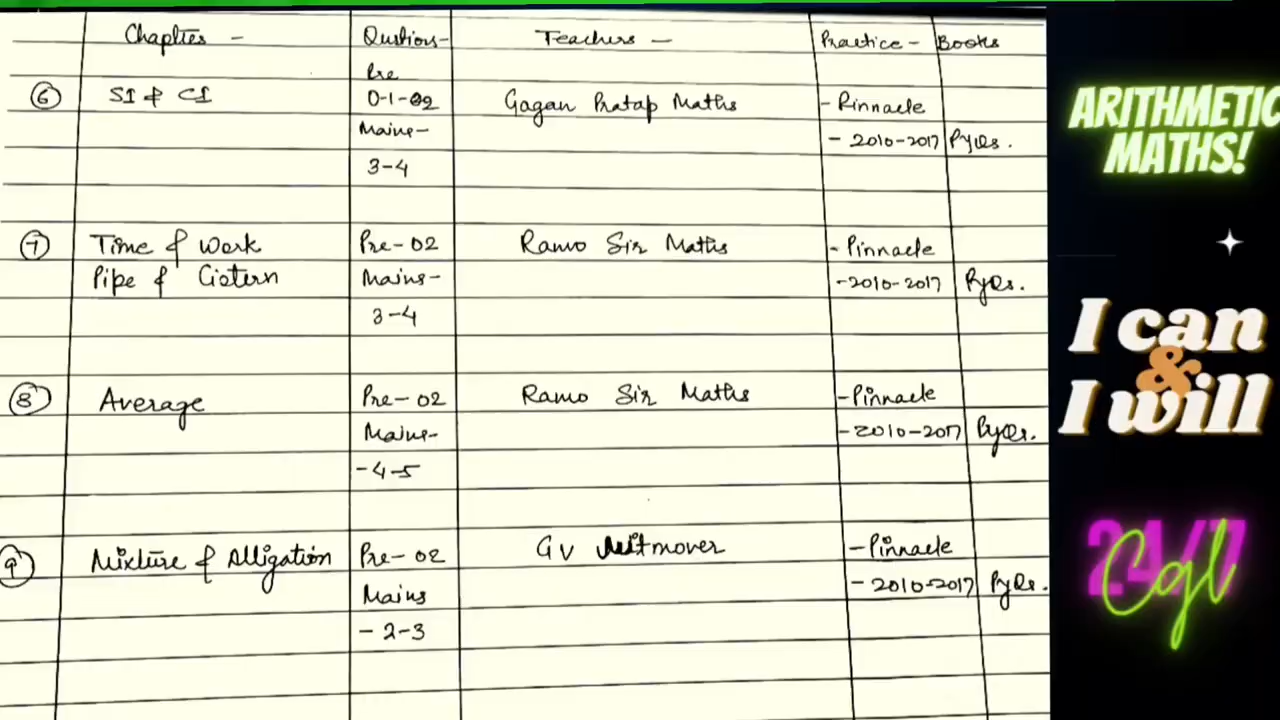 Chapties - Qustions- Teachers - Practice - Books
⑥ SI & CI Pre
0-1-02 Gagan Pratap Maths - Pinnacle
Mains- - 2010-2017 Pyqs.
3-4
⑦ Time & Work Pre-02 Ramo Sir Maths - Pinnacle
Pipe & Cistern Mains- -2010-2017 Pyqs.
3-4
⑧ Average Pre-02 Ramo Sir Maths -Pinnacle
Mains- -2010-2017 Pyqs.
-4-5
⑨ Mixture & Alligation Pre-02 GV -Pinnacle
Mains - 2010-2017 Pyqs.
- 2-3
ARITHMETIC
MATHS!
I can
&
I will
24/7
Cgl